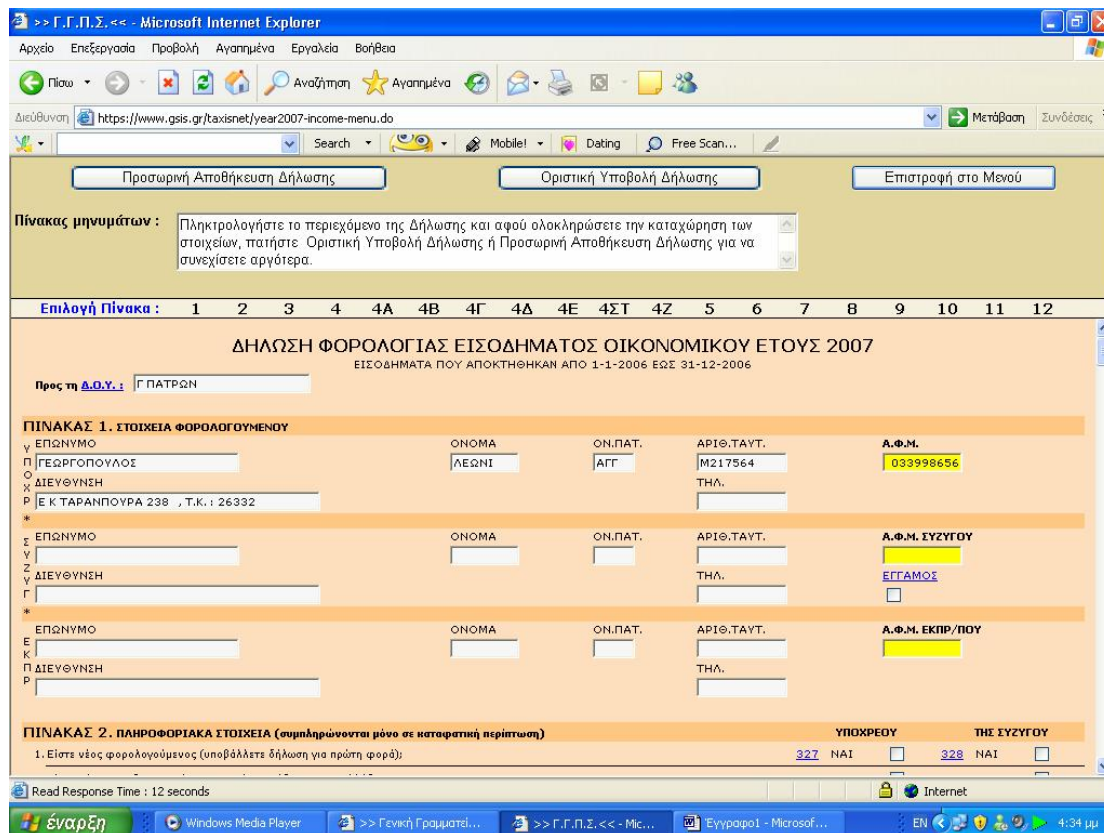 >> Γ.Γ.Π.Σ. << - Microsoft Internet Explorer
Αρχείο Επεξεργασία Προβολή Αγαπημένα Εργαλεία Βοήθεια
Πίσω Αναζήτηση Αγαπημένα
Διεύθυνση https://www.gsis.gr/taxisnet/year2007-income-menu.do Μετάβαση Συνδέσεις
Search Mobile! Dating Free Scan...
Προσωρινή Αποθήκευση Δήλωσης Οριστική Υποβολή Δήλωσης Επιστροφή στο Μενού
Πίνακας μηνυμάτων :
Πληκτρολογήστε το περιεχόμενο της Δήλωσης και αφού ολοκληρώσετε την καταχώρηση των
στοιχείων, πατήστε Οριστική Υποβολή Δήλωσης ή Προσωρινή Αποθήκευση Δήλωσης για να
συνεχίσετε αργότερα.
Επιλογή Πίνακα : 1 2 3 4 4Α 4Β 4Γ 4Δ 4Ε 4ΣΤ 4Ζ 5 6 7 8 9 10 11 12
ΔΗΛΩΣΗ ΦΟΡΟΛΟΓΙΑΣ ΕΙΣΟΔΗΜΑΤΟΣ ΟΙΚΟΝΟΜΙΚΟΥ ΕΤΟΥΣ 2007
ΕΙΣΟΔΗΜΑΤΑ ΠΟΥ ΑΠΟΚΤΗΘΗΚΑΝ ΑΠΟ 1-1-2006 ΕΩΣ 31-12-2006
Προς τη Δ.Ο.Υ. : Γ ΠΑΤΡΩΝ
ΠΙΝΑΚΑΣ 1. ΣΤΟΙΧΕΙΑ ΦΟΡΟΛΟΓΟΥΜΕΝΟΥ
ΥΠΟΧΡ
ΕΠΩΝΥΜΟ ΟΝΟΜΑ ΟΝ.ΠΑΤ. ΑΡΙΘ.ΤΑΥΤ. Α.Φ.Μ.
ΓΕΩΡΓΟΠΟΥΛΟΣ ΛΕΩΝΙ ΑΓΓ Μ217564 033998656
ΔΙΕΥΘΥΝΣΗ ΤΗΛ.
Ε Κ ΤΑΡΑΝΠΟΥΡΑ 238 , Τ.Κ. : 26332
*
ΣΥΖΥΓ
ΕΠΩΝΥΜΟ ΟΝΟΜΑ ΟΝ.ΠΑΤ. ΑΡΙΘ.ΤΑΥΤ. Α.Φ.Μ. ΣΥΖΥΓΟΥ
ΔΙΕΥΘΥΝΣΗ ΤΗΛ. ΕΓΓΑΜΟΣ
*
ΕΚΠΡ
ΕΠΩΝΥΜΟ ΟΝΟΜΑ ΟΝ.ΠΑΤ. ΑΡΙΘ.ΤΑΥΤ. Α.Φ.Μ. ΕΚΠΡ/ΠΟΥ
ΔΙΕΥΘΥΝΣΗ ΤΗΛ.
ΠΙΝΑΚΑΣ 2. ΠΛΗΡΟΦΟΡΙΑΚΑ ΣΤΟΙΧΕΙΑ (συμπληρώνονται μόνο σε καταφατική περίπτωση) ΥΠΟΧΡΕΟΥ ΤΗΣ ΣΥΖΥΓΟΥ
1. Είστε νέος φορολογούμενος (υποβάλλετε δήλωση για πρώτη φορά); 327 ΝΑΙ 328 ΝΑΙ
Read Response Time : 12 seconds Internet
έναρξη Windows Media Player >> Γενική Γραμματεί... >> Γ.Γ.Π.Σ. << - Mic... Έγγραφο1 - Microsof... EN 4:34 μμ